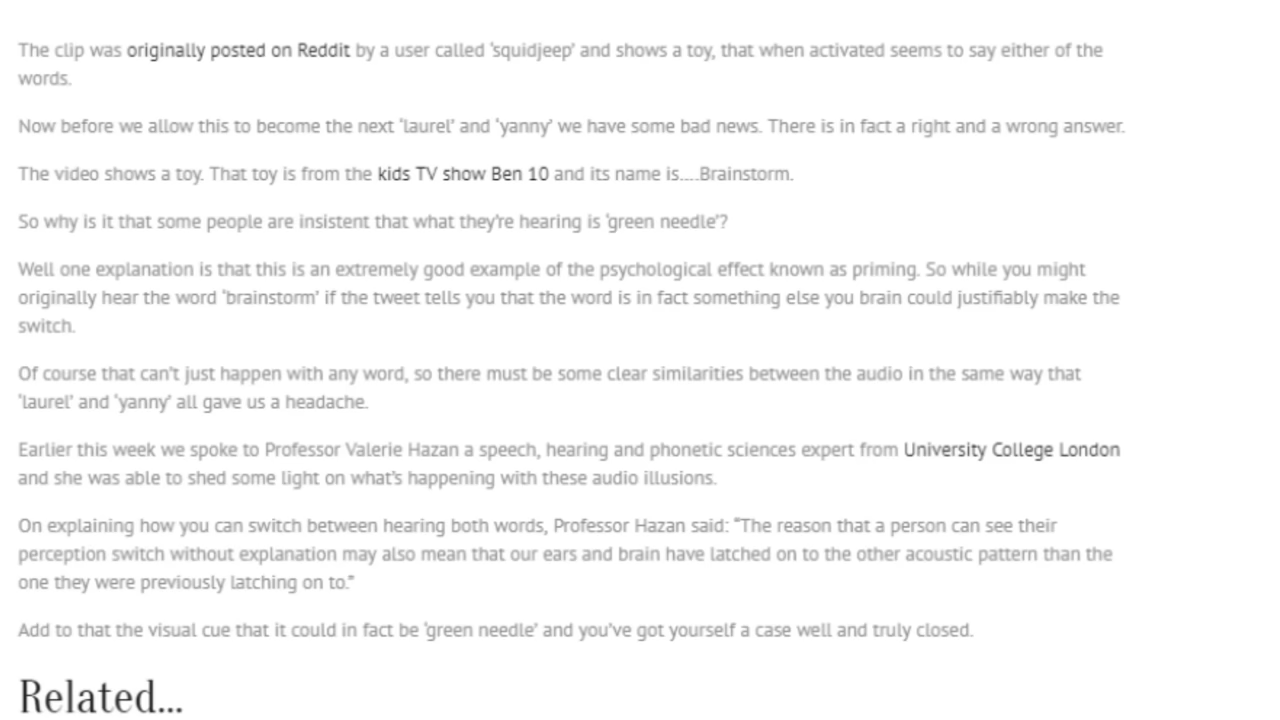 The clip was originally posted on Reddit by a user called 'squidjeep' and shows a toy, that when activated seems to say either of the
words.
Now before we allow this to become the next 'laurel' and 'yanny' we have some bad news. There is in fact a right and a wrong answer.
The video shows a toy. That toy is from the kids TV show Ben 10 and its name is....Brainstorm.
So why is it that some people are insistent that what they're hearing is 'green needle'?
Well one explanation is that this is an extremely good example of the psychological effect known as priming. So while you might
originally hear the word 'brainstorm' if the tweet tells you that the word is in fact something else you brain could justifiably make the
switch.
Of course that can't just happen with any word, so there must be some clear similarities between the audio in the same way that
'laurel' and 'yanny' all gave us a headache.
Earlier this week we spoke to Professor Valerie Hazan a speech, hearing and phonetic sciences expert from University College London
and she was able to shed some light on what's happening with these audio illusions.
On explaining how you can switch between hearing both words, Professor Hazan said: “The reason that a person can see their
perception switch without explanation may also mean that our ears and brain have latched on to the other acoustic pattern than the
one they were previously latching on to.”
Add to that the visual cue that it could in fact be 'green needle' and you've got yourself a case well and truly closed.
Related...